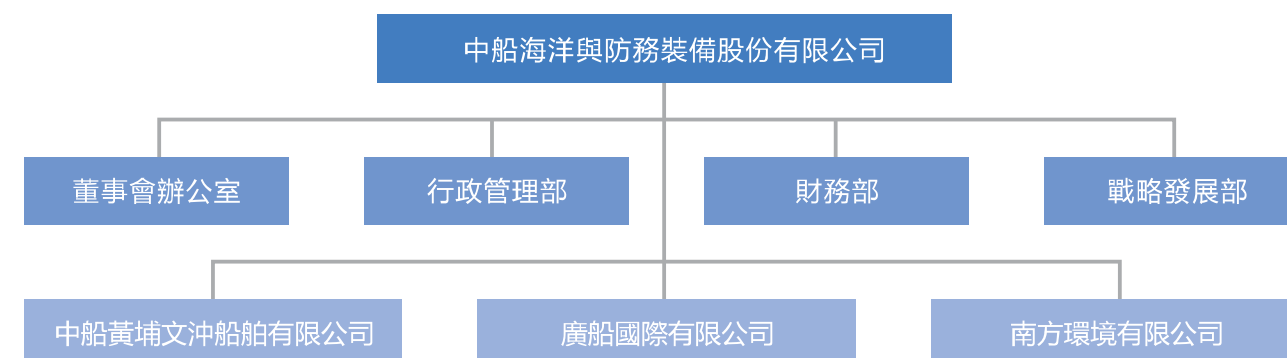 中船海洋與防務裝備股份有限公司
董事會辦公室
行政管理部
財務部
戰略發展部
中船黃埔文沖船舶有限公司
廣船國際有限公司
南方環境有限公司